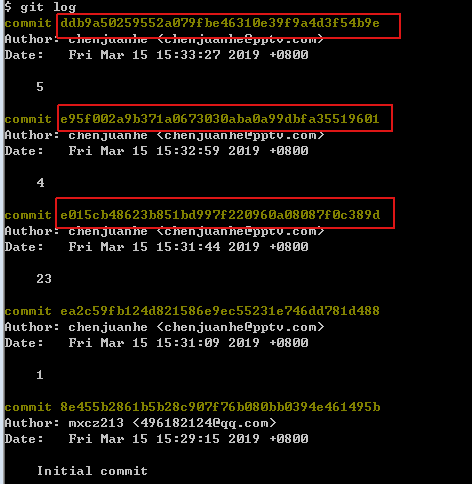 $ git log
commit ddb9a50259552a079fbe46310e39f9a4d3f54b9e
Author: chenjuanhe <chenjuanhe@pptv.com>
Date:   Fri Mar 15 15:33:27 2019 +0800
5
commit e95f002a9b371a0673030aba0a99dbfa35519601
Author: chenjuanhe <chenjuanhe@pptv.com>
Date:   Fri Mar 15 15:32:59 2019 +0800
4
commit e015cb48623b851bd997f220960a08087f0c389d
Author: chenjuanhe <chenjuanhe@pptv.com>
Date:   Fri Mar 15 15:31:44 2019 +0800
23
commit ea2c59fb124d821586e9ec55231e746dd781d488
Author: chenjuanhe <chenjuanhe@pptv.com>
Date:   Fri Mar 15 15:31:09 2019 +0800
1
commit 8e455b2861b5b28c907f76b080bb0394e461495b
Author: mxcz213 <496182124@qq.com>
Date:   Fri Mar 15 15:29:15 2019 +0800
Initial commit